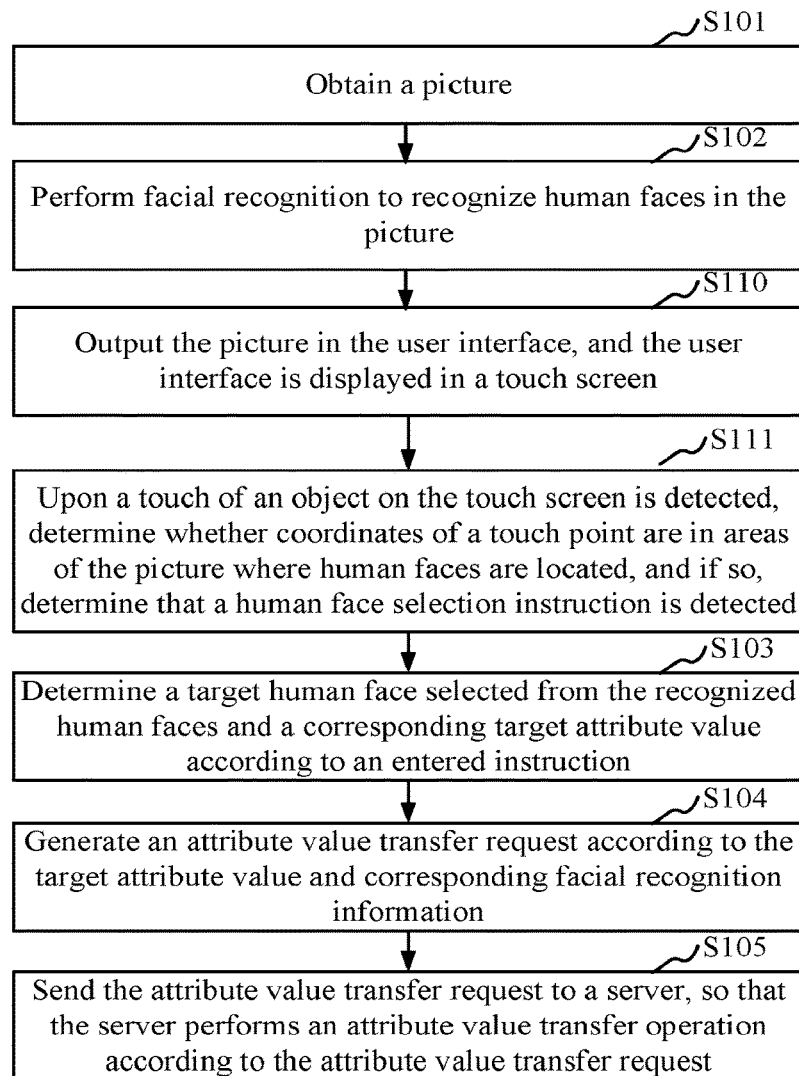 S101
Obtain a picture
S102
Perform facial recognition to recognize human faces in the
picture
S110
Output the picture in the user interface, and the user
interface is displayed in a touch screen
S111
Upon a touch of an object on the touch screen is detected,
determine whether coordinates of a touch point are in areas
of the picture where human faces are located, and if so,
determine that a human face selection instruction is detected
S103
Determine a target human face selected from the recognized
human faces and a corresponding target attribute value
according to an entered instruction
S104
Generate an attribute value transfer request according to the
target attribute value and corresponding facial recognition
information
S105
Send the attribute value transfer request to a server, so that
the server performs an attribute value transfer operation
according to the attribute value transfer request